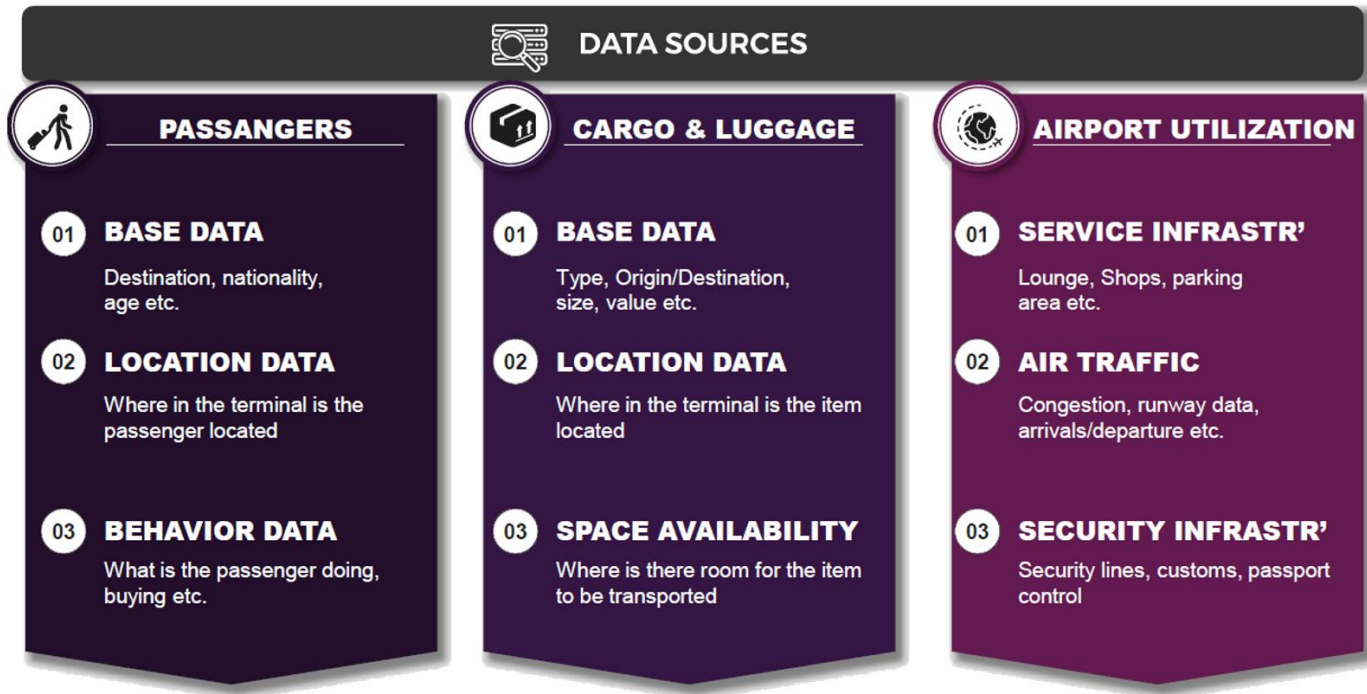 DATA SOURCES
PASSANGERS
01
BASE DATA
Destination, nationality,
age etc.
02
LOCATION DATA
Where in the terminal is the
passenger located
03
BEHAVIOR DATA
What is the passenger doing,
buying etc.
CARGO & LUGGAGE
01
BASE DATA
Type, Origin/Destination,
size, value etc.
02
LOCATION DATA
Where in the terminal is the item
located
03
SPACE AVAILABILITY
Where is there room for the item
to be transported
AIRPORT UTILIZATION
01
SERVICE INFRASTR’
Lounge, Shops, parking
area etc.
02
AIR TRAFFIC
Congestion, runway data,
arrivals/departure etc.
03
SECURITY INFRASTR’
Security lines, customs, passport
control